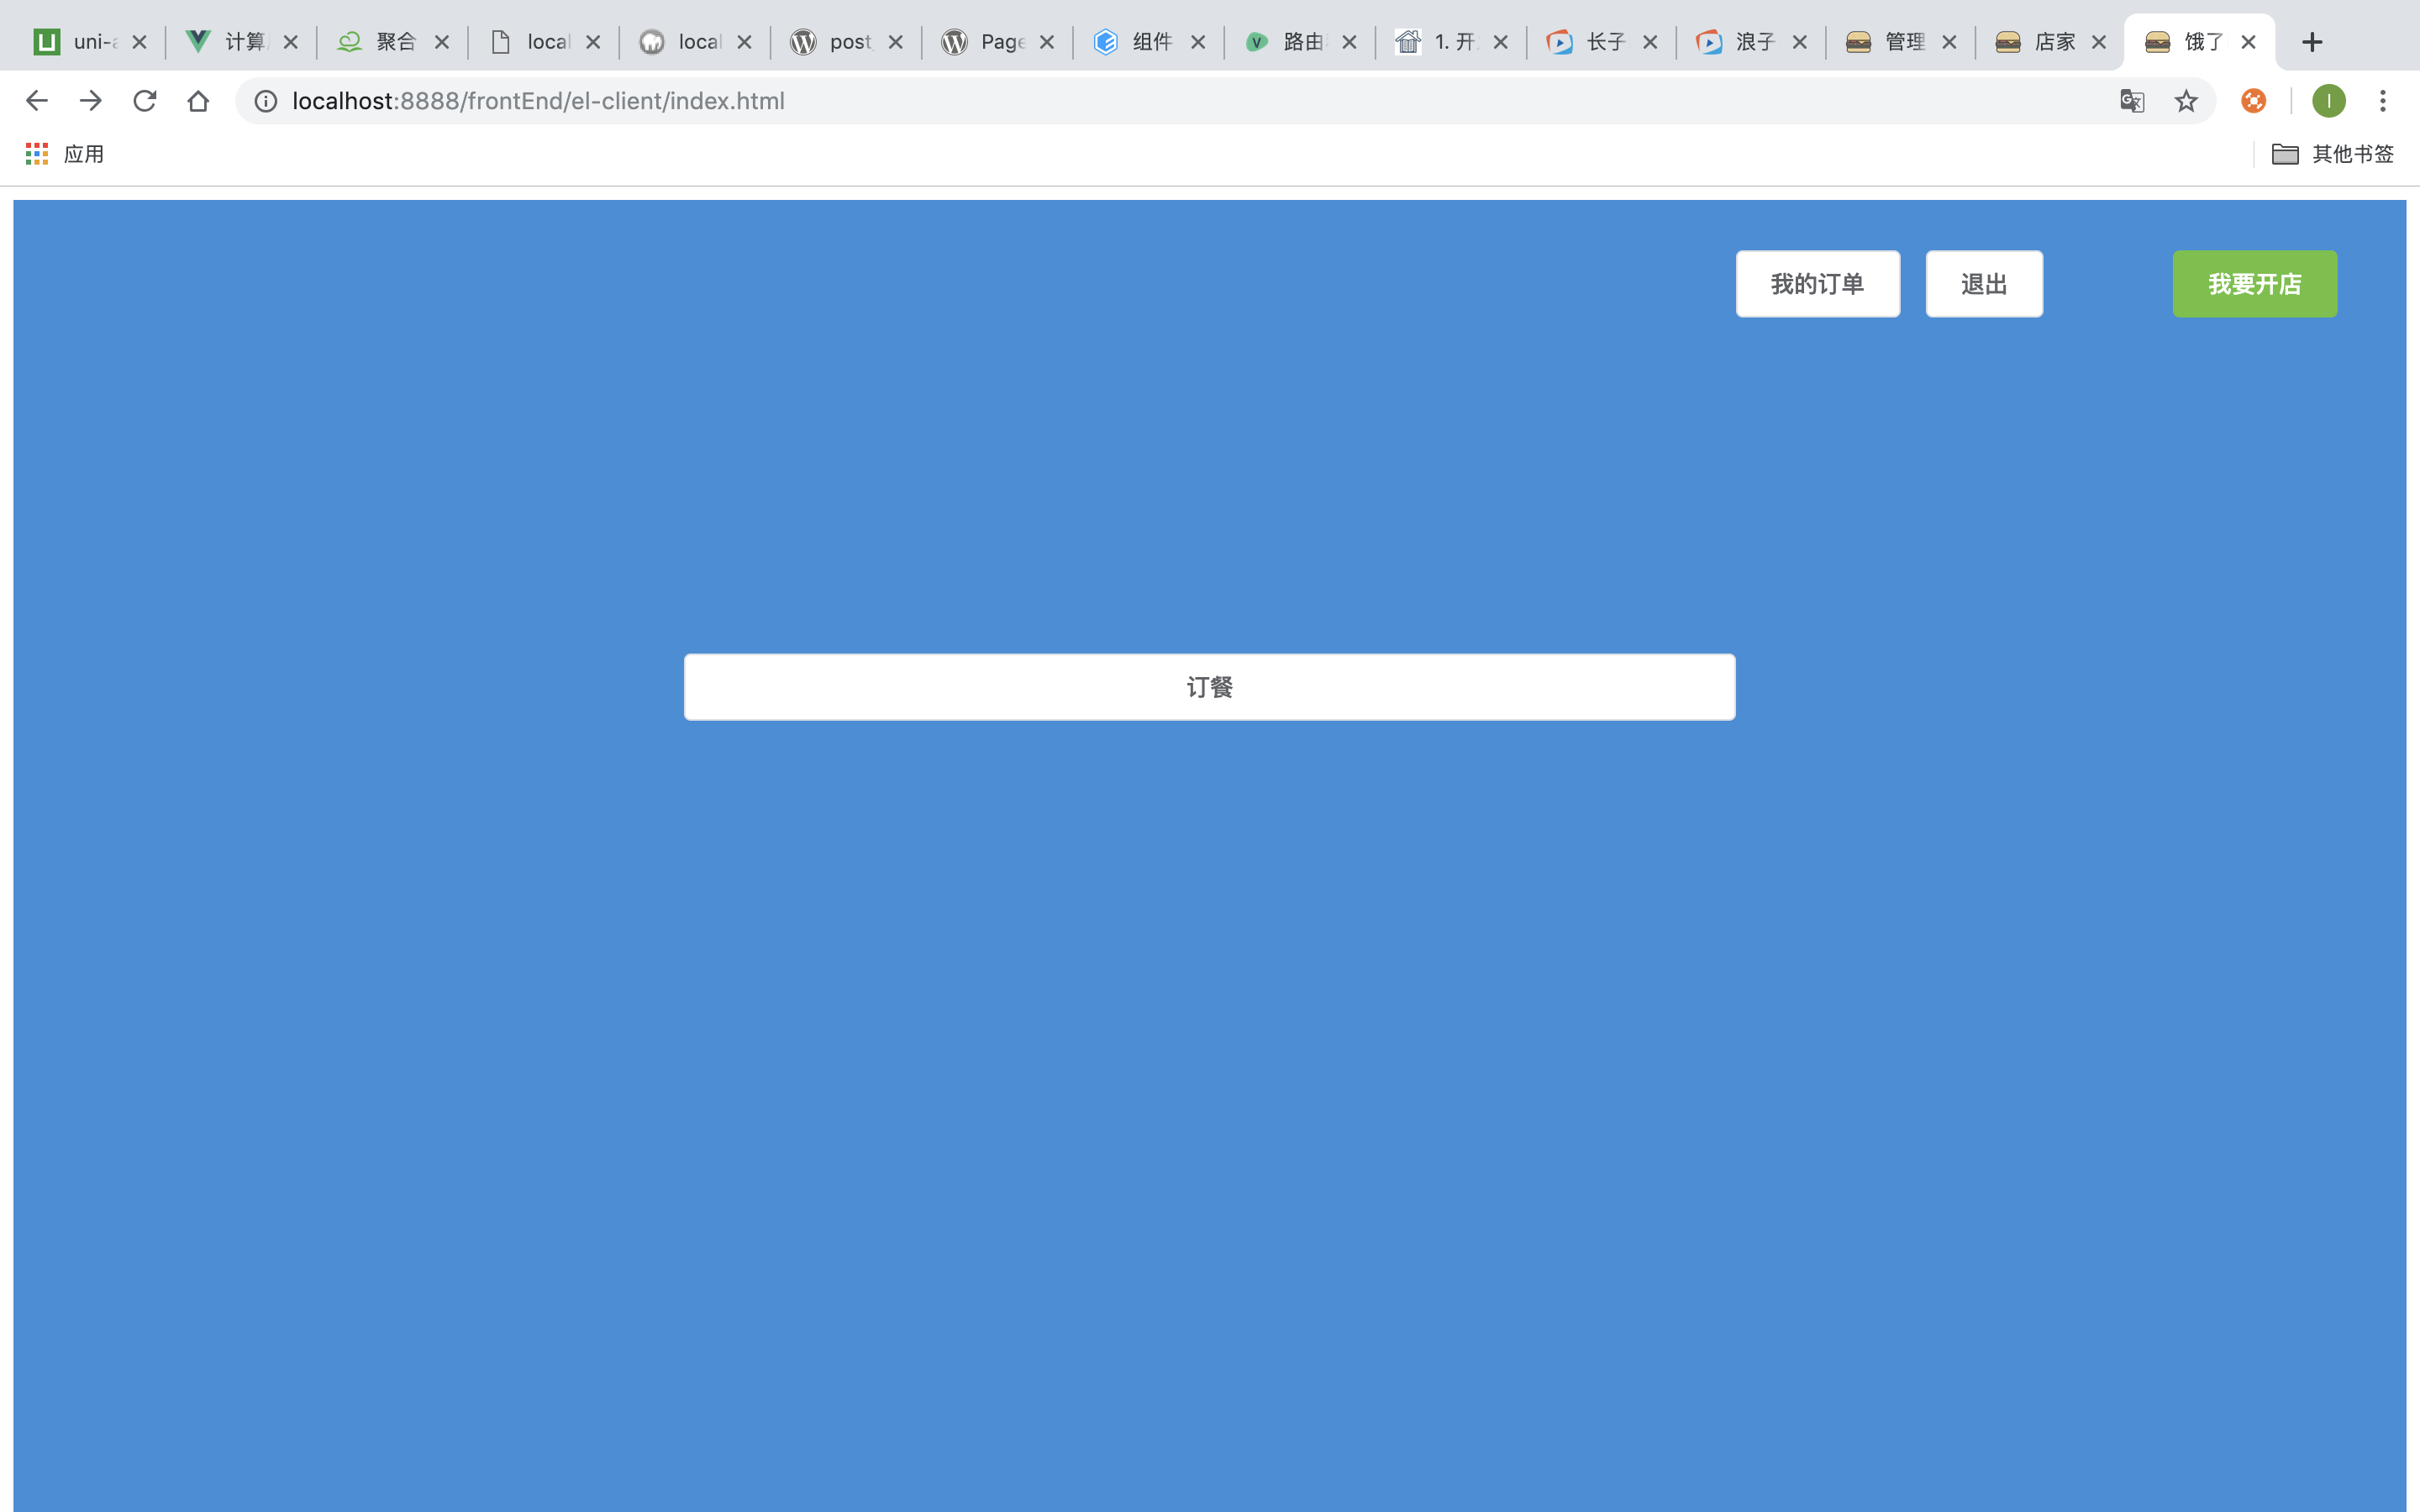 uni-a 计算 聚合 local local post_ Page 组件 路由 1. 开 长子 浪子 管理 店家 饿了
localhost:8888/frontEnd/el-client/index.html
应用 其他书签
我的订单 退出 我要开店
订餐